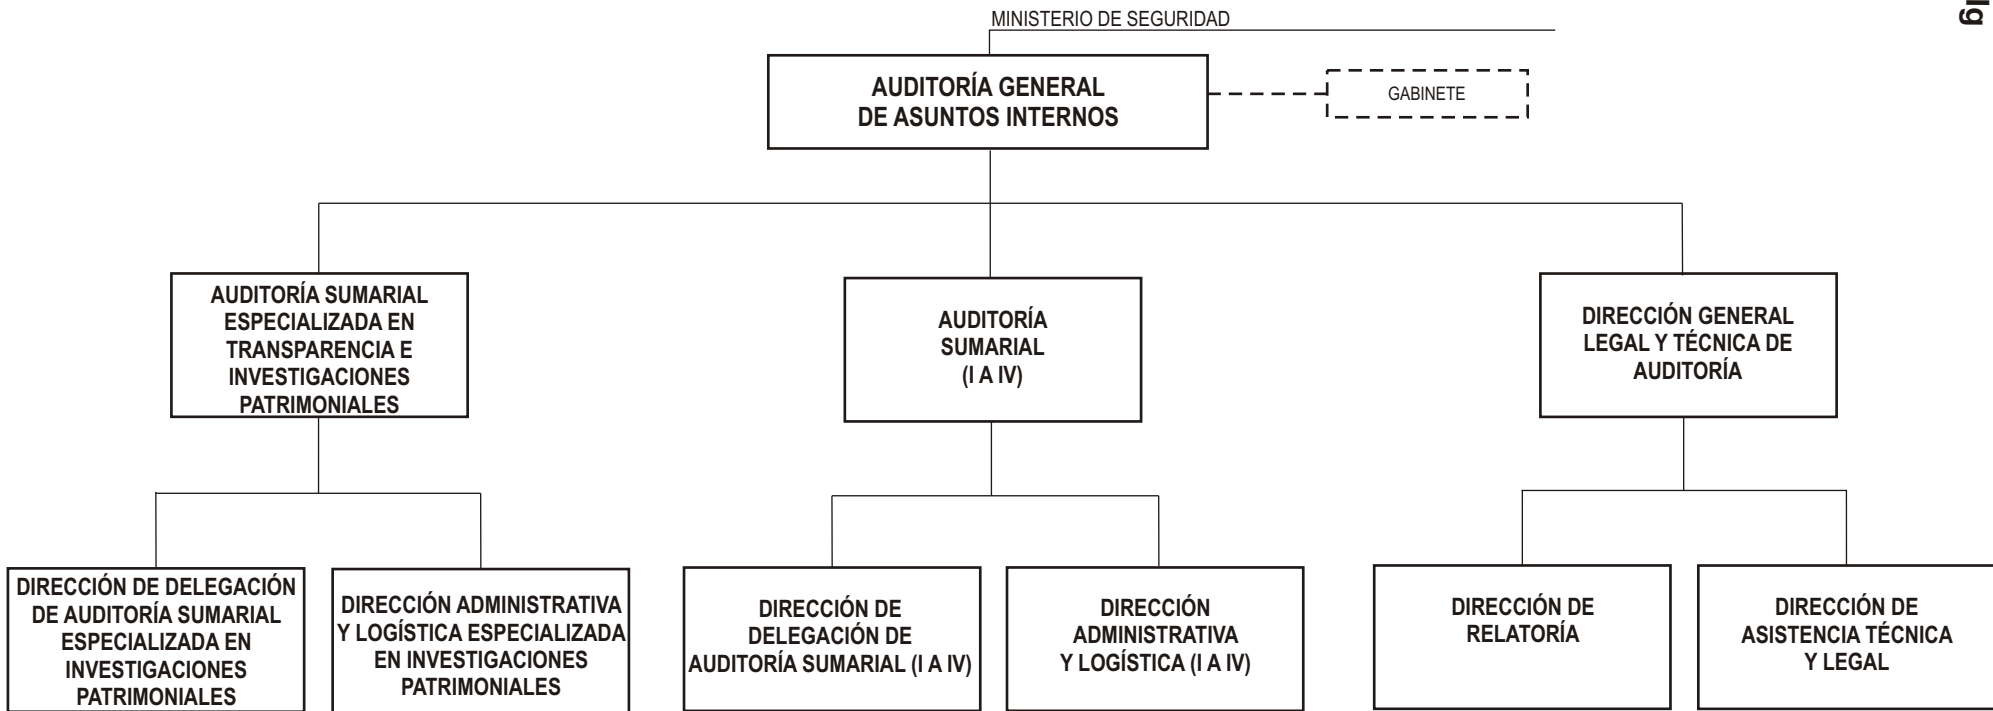 MINISTERIO DE SEGURIDAD
lg
AUDITORÍA GENERAL
DE ASUNTOS INTERNOS
GABINETE
AUDITORÍA SUMARIAL
ESPECIALIZADA EN
TRANSPARENCIA E
INVESTIGACIONES
PATRIMONIALES
AUDITORÍA
SUMARIAL
(I A IV)
DIRECCIÓN GENERAL
LEGAL Y TÉCNICA DE
AUDITORÍA
DIRECCIÓN DE DELEGACIÓN
DE AUDITORÍA SUMARIAL
ESPECIALIZADA EN
INVESTIGACIONES
PATRIMONIALES
DIRECCIÓN ADMINISTRATIVA
Y LOGÍSTICA ESPECIALIZADA
EN INVESTIGACIONES
PATRIMONIALES
DIRECCIÓN DE
DELEGACIÓN DE
AUDITORÍA SUMARIAL (I A IV)
DIRECCIÓN
ADMINISTRATIVA
Y LOGÍSTICA (I A IV)
DIRECCIÓN DE
RELATORÍA
DIRECCIÓN DE
ASISTENCIA TÉCNICA
Y LEGAL